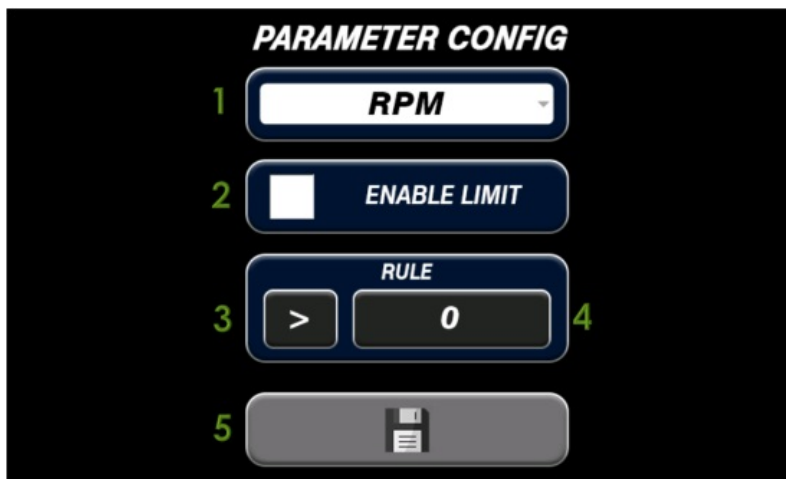 PARAMETER CONFIG
1 RPM
2 ENABLE LIMIT
RULE
3 > 0 4
5